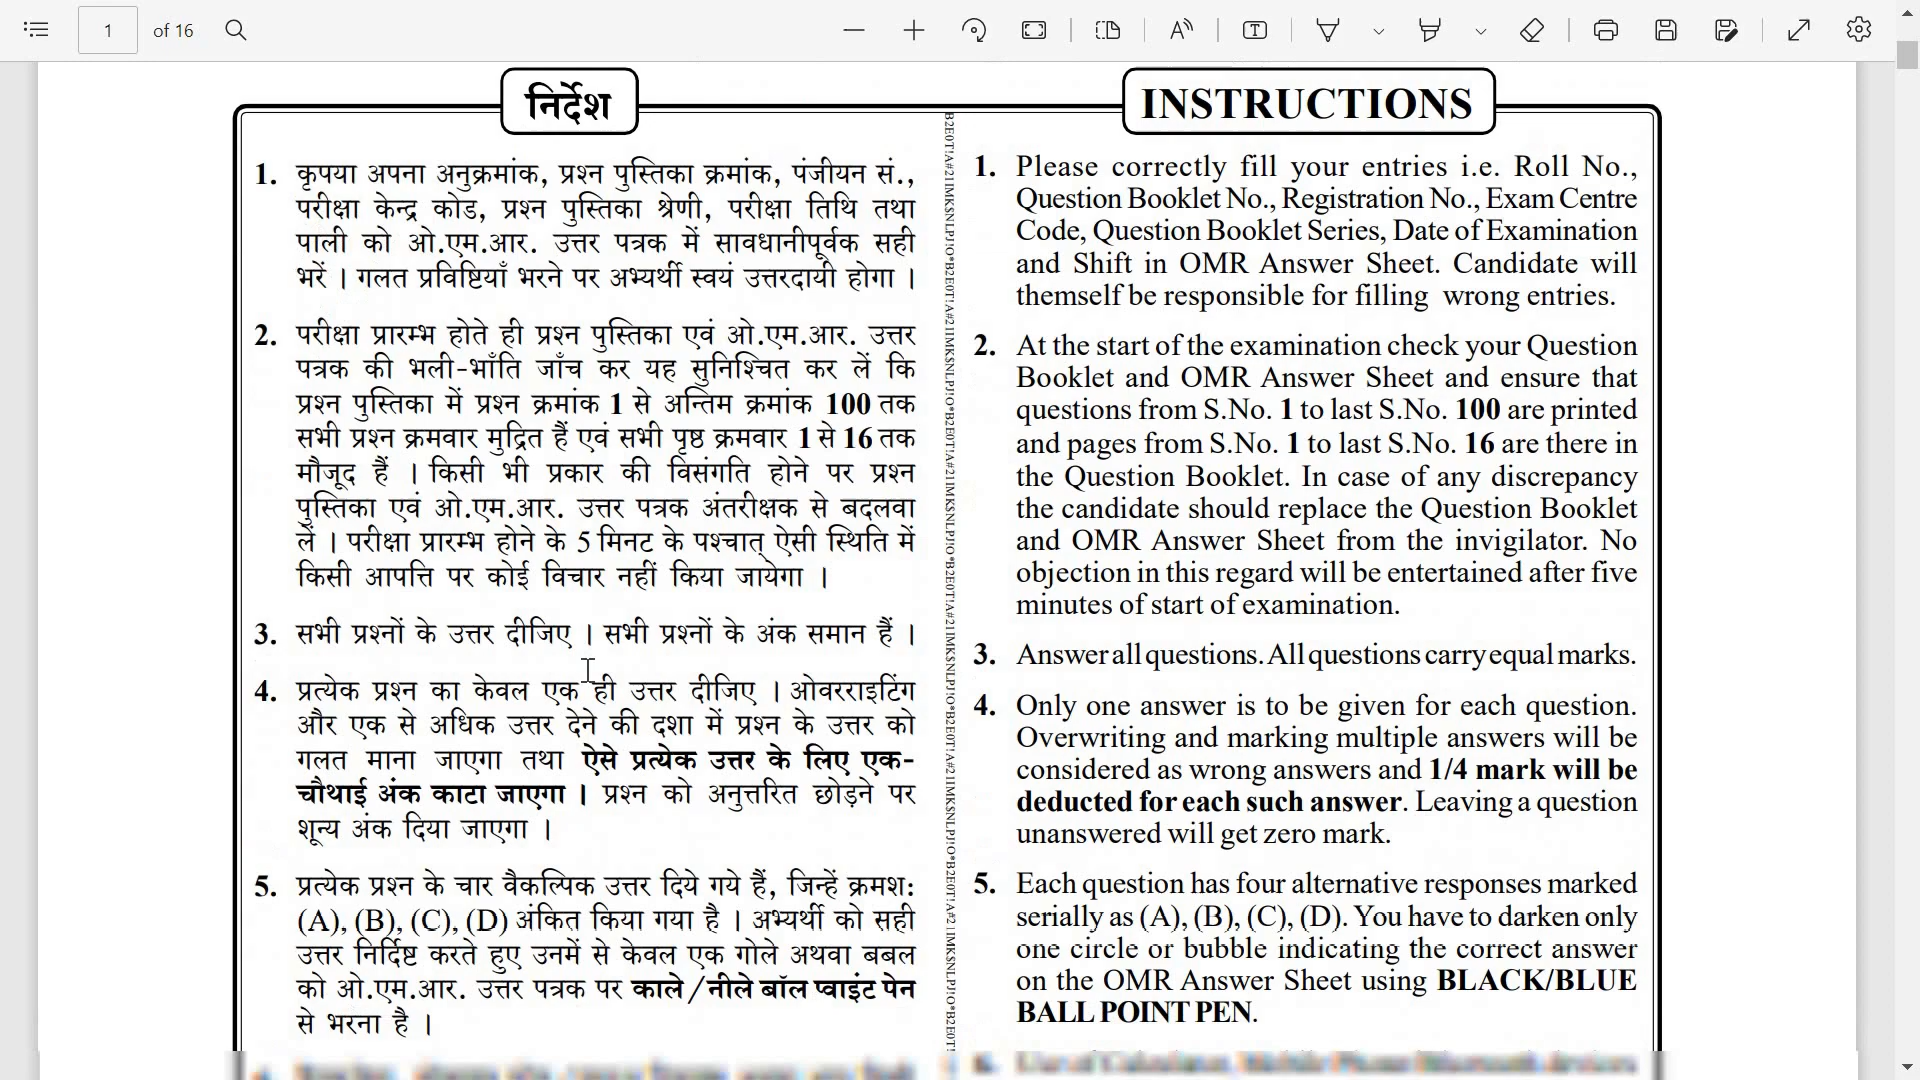 1
of 16
निर्देश
1. कृपया अपना अनुक्रमांक, प्रश्न पुस्तिका क्रमांक, पंजीयन सं.,
परीक्षा केन्द्र कोड, प्रश्न पुस्तिका श्रेणी, परीक्षा तिथि तथा
पाली को ओ.एम.आर. उत्तर पत्रक में सावधानीपूर्वक सही
भरें । गलत प्रविष्टियाँ भरने पर अभ्यर्थी स्वयं उत्तरदायी होगा ।
2. परीक्षा प्रारम्भ होते ही प्रश्न पुस्तिका एवं ओ.एम.आर. उत्तर
पत्रक की भली-भाँति जाँच कर यह सुनिश्चित कर लें कि
प्रश्न पुस्तिका में प्रश्न क्रमांक 1 से अन्तिम क्रमांक 100 तक
सभी प्रश्न क्रमवार मुद्रित हैं एवं सभी पृष्ठ क्रमवार 1 से 16 तक
मौजूद हैं । किसी भी प्रकार की विसंगति होने पर प्रश्न
पुस्तिका एवं ओ.एम.आर. उत्तर पत्रक अंतरीक्षक से बदलवा
लें । परीक्षा प्रारम्भ होने के 5 मिनट के पश्चात् ऐसी स्थिति में
किसी आपत्ति पर कोई विचार नहीं किया जायेगा ।
3. सभी प्रश्नों के उत्तर दीजिए । सभी प्रश्नों के अंक समान हैं ।
4. प्रत्येक प्रश्न का केवल एक ही उत्तर दीजिए । ओवरराइटिंग
और एक से अधिक उत्तर देने की दशा में प्रश्न के उत्तर को
गलत माना जाएगा तथा ऐसे प्रत्येक उत्तर के लिए एक-
चौथाई अंक काटा जाएगा । प्रश्न को अनुत्तरित छोड़ने पर
शून्य अंक दिया जाएगा ।
5. प्रत्येक प्रश्न के चार वैकल्पिक उत्तर दिये गये हैं, जिन्हें क्रमश:
(A), (B), (C), (D) अंकित किया गया है । अभ्यर्थी को सही
उत्तर निर्दिष्ट करते हुए उनमें से केवल एक गोले अथवा बबल
को ओ.एम.आर. उत्तर पत्रक पर काले/नीले बॉल प्वाइंट पेन
से भरना है ।
INSTRUCTIONS
1. Please correctly fill your entries i.e. Roll No.,
Question Booklet No., Registration No., Exam Centre
Code, Question Booklet Series, Date of Examination
and Shift in OMR Answer Sheet. Candidate will
themself be responsible for filling wrong entries.
2. At the start of the examination check your Question
Booklet and OMR Answer Sheet and ensure that
questions from S.No. 1 to last S.No. 100 are printed
and pages from S.No. 1 to last S.No. 16 are there in
the Question Booklet. In case of any discrepancy
the candidate should replace the Question Booklet
and OMR Answer Sheet from the invigilator. No
objection in this regard will be entertained after five
minutes of start of examination.
3. Answer all questions. All questions carry equal marks.
4. Only one answer is to be given for each question.
Overwriting and marking multiple answers will be
considered as wrong answers and 1/4 mark will be
deducted for each such answer. Leaving a question
unanswered will get zero mark.
5. Each question has four alternative responses marked
serially as (A), (B), (C), (D). You have to darken only
one circle or bubble indicating the correct answer
on the OMR Answer Sheet using BLACK/BLUE
BALL POINT PEN.